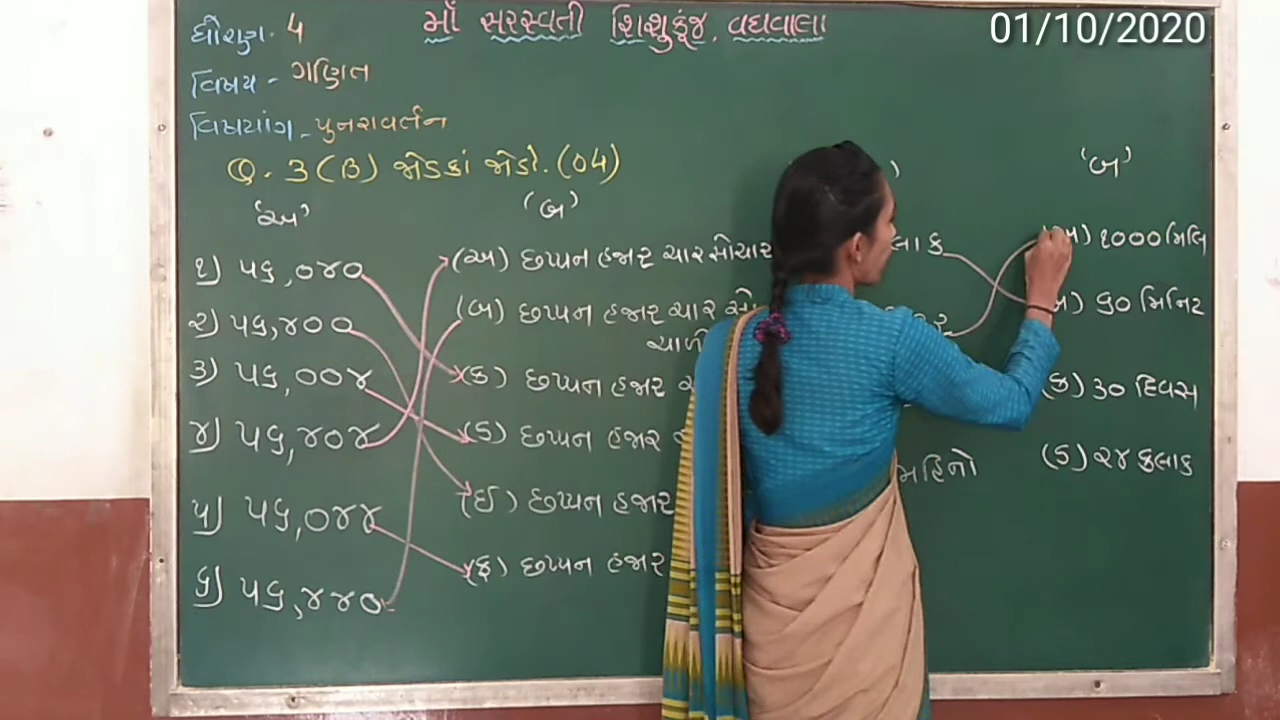 ધોરણ. 4
માઁ સરસ્વતી શિશુકૂંજ, વઘવાલા
01/10/2020
વિષય - ગણિત
વિષયાંગ - પુનરાવર્તન
Q. 3 (B) જોડકાં જોડો. (04)
'અ'
(બ)
'બ'
૧) ૫૬,૦૪૦
(અ) છપ્પન હજાર ચારસોચાર
કલાક
(અ) ૧૦૦૦ મિલિ
૨) ૫૬,૪૦૦
(બ) છપ્પન હજાર ચાર સો
ચાળી
(બ) ૬૦ મિનિટ
૩) ૫૬,૦૦૪
(ક) છપ્પન હજાર
(ક) ૩૦ દિવસ
૪) ૫૬,૪૦૪
(ડ) છપ્પન હજાર
મહિનો
(ડ) ૨૪ કલાક
૫) ૫૬,૦૪૪
(ઈ) છપ્પન હજાર
૬) ૫૬,૪૪૦
(ફ) છપ્પન હજાર